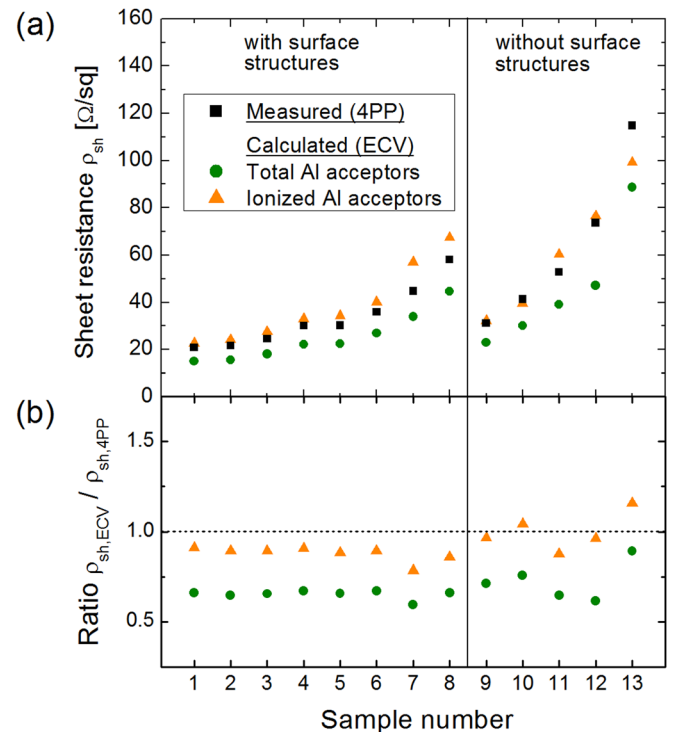 (a)
160
140
120
100
80
60
40
20
0
Sheet resistance ρsh [Ω/sq]
with surface
structures
without surface
structures
Measured (4PP)
Calculated (ECV)
Total Al acceptors
Ionized Al acceptors
(b)
1.5
1.0
0.5
Ratio ρsh,ECV / ρsh,4PP
1 2 3 4 5 6 7 8 9 10 11 12 13
Sample number